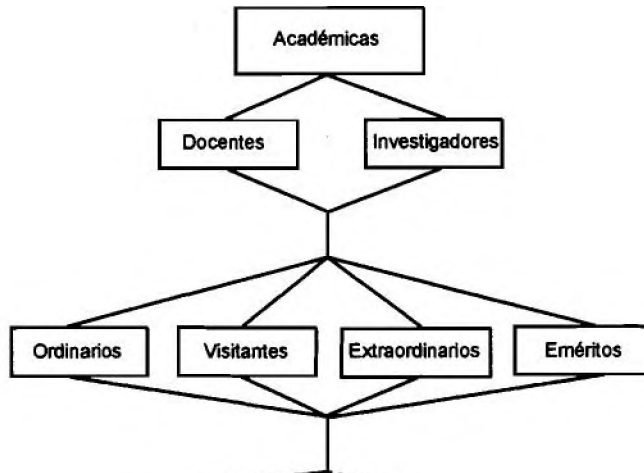 Académicas
Docentes
Investigadores
Ordinarios
Visitantes
Extraordinarios
Eméritos